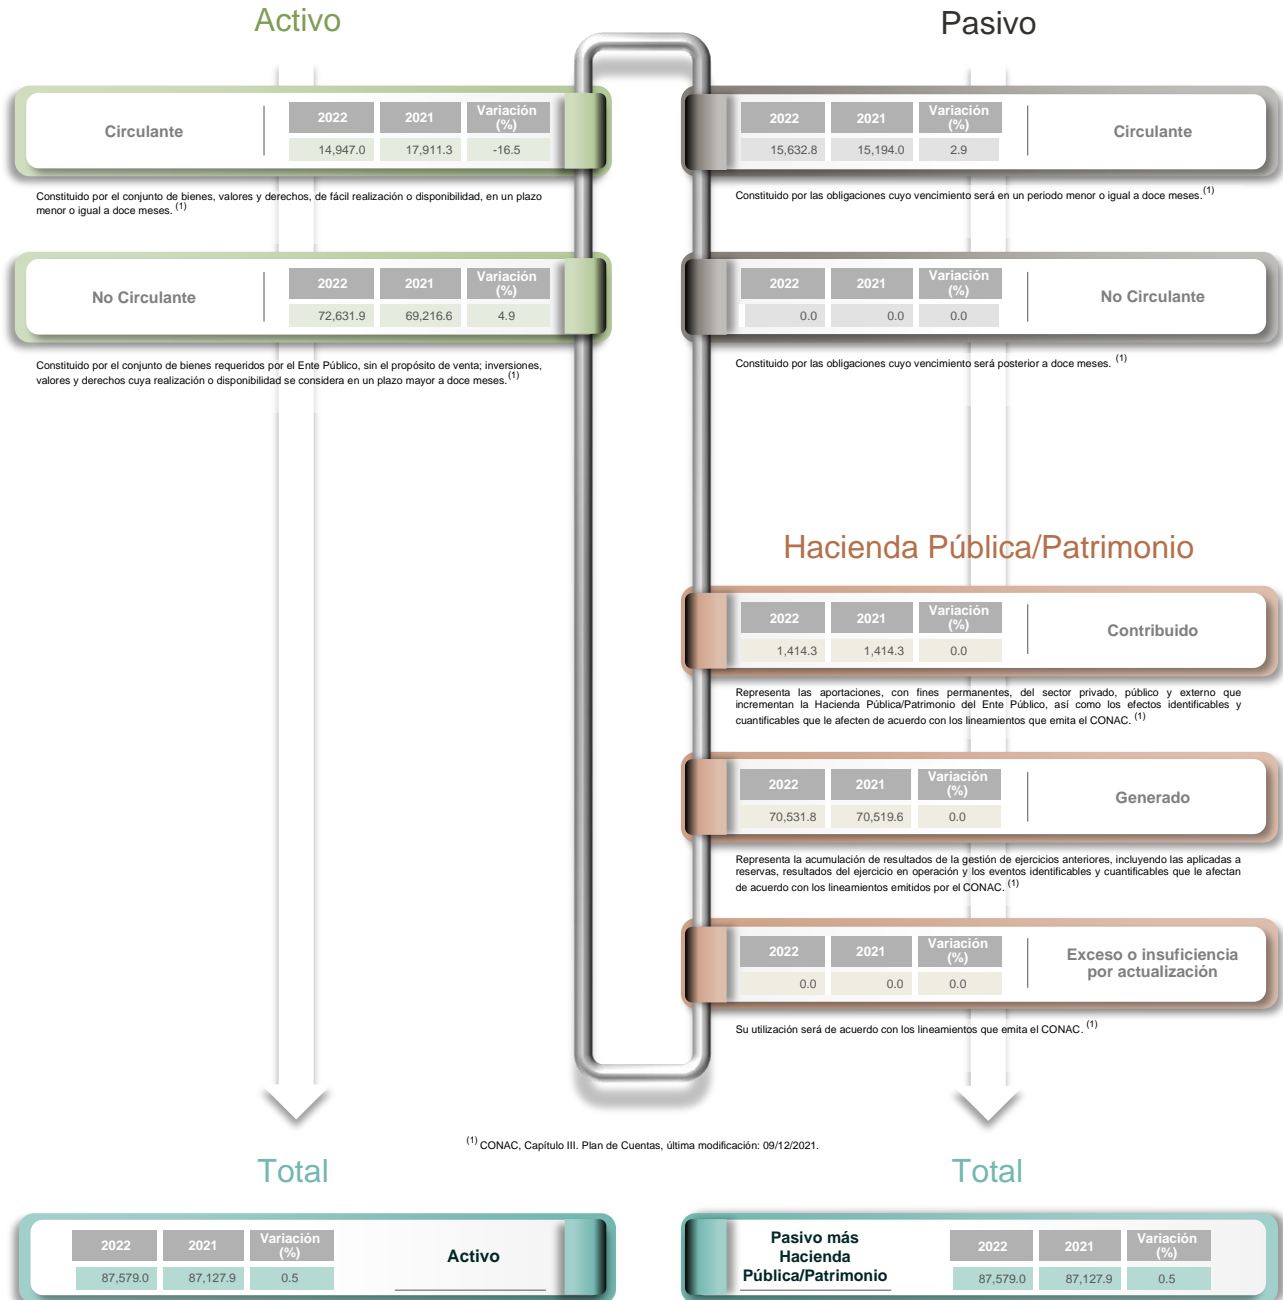 Activo
Circulante
2022 2021 Variación (%)
14,947.0 17,911.3 -16.5
Constituido por el conjunto de bienes, valores y derechos, de fácil realización o disponibilidad, en un plazo
menor o igual a doce meses. (1)
No Circulante
2022 2021 Variación (%)
72,631.9 69,216.6 4.9
Constituido por el conjunto de bienes requeridos por el Ente Público, sin el propósito de venta; inversiones,
valores y derechos cuya realización o disponibilidad se considera en un plazo mayor a doce meses. (1)
Pasivo
2022 2021 Variación (%)
15,632.8 15,194.0 2.9
Circulante
Constituido por las obligaciones cuyo vencimiento será en un periodo menor o igual a doce meses. (1)
2022 2021 Variación (%)
0.0 0.0 0.0
No Circulante
Constituido por las obligaciones cuyo vencimiento será posterior a doce meses. (1)
Hacienda Pública/Patrimonio
2022 2021 Variación (%)
1,414.3 1,414.3 0.0
Contribuido
Representa las aportaciones, con fines permanentes, del sector privado, público y externo que
incrementan la Hacienda Pública/Patrimonio del Ente Público, así como los efectos identificables y
cuantificables que le afecten de acuerdo con los lineamientos que emita el CONAC. (1)
2022 2021 Variación (%)
70,531.8 70,519.6 0.0
Generado
Representa la acumulación de resultados de la gestión de ejercicios anteriores, incluyendo las aplicadas a
reservas, resultados del ejercicio en operación y los eventos identificables y cuantificables que le afectan
de acuerdo con los lineamientos emitidos por el CONAC. (1)
2022 2021 Variación (%)
0.0 0.0 0.0
Exceso o insuficiencia
por actualización
Su utilización será de acuerdo con los lineamientos que emita el CONAC. (1)
(1) CONAC, Capítulo III. Plan de Cuentas, última modificación: 09/12/2021.
Total
2022 2021 Variación (%)
87,579.0 87,127.9 0.5
Activo
Total
Pasivo más
Hacienda
Pública/Patrimonio
2022 2021 Variación (%)
87,579.0 87,127.9 0.5